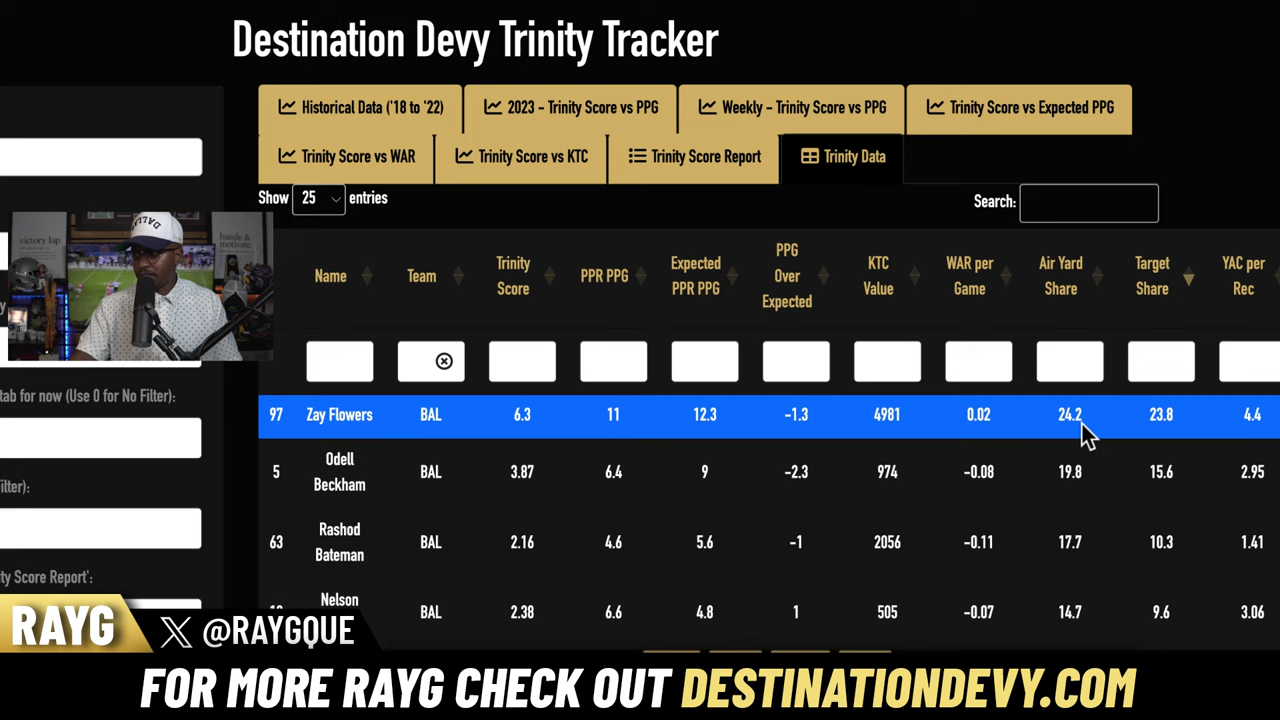 Destination Devy Trinity Tracker
Historical Data ('18 to '22) 2023 - Trinity Score vs PPG Weekly - Trinity Score vs PPG Trinity Score vs Expected PPG
Trinity Score vs WAR Trinity Score vs KTC Trinity Score Report Trinity Data
Show 25 entries Search:
victory lap
hustle & motivate
DALLAS
Name Team Trinity Score PPR PPG Expected PPR PPG PPG Over Expected KTC Value WAR per Game Air Yard Share Target Share YAC per Rec
tab for now (Use 0 for No Filter):
97 Zay Flowers BAL 6.3 11 12.3 -1.3 4981 0.02 24.2 23.8 4.4
5 Odell Beckham BAL 3.87 6.4 9 -2.3 974 -0.08 19.8 15.6 2.95
ilter):
63 Rashod Bateman BAL 2.16 4.6 5.6 -1 2056 -0.11 17.7 10.3 1.41
ty Score Report':
Nelson BAL 2.38 6.6 4.8 1 505 -0.07 14.7 9.6 3.06
RAYG X @RAYGQUE
FOR MORE RAYG CHECK OUT DESTINATIONDEVY.COM